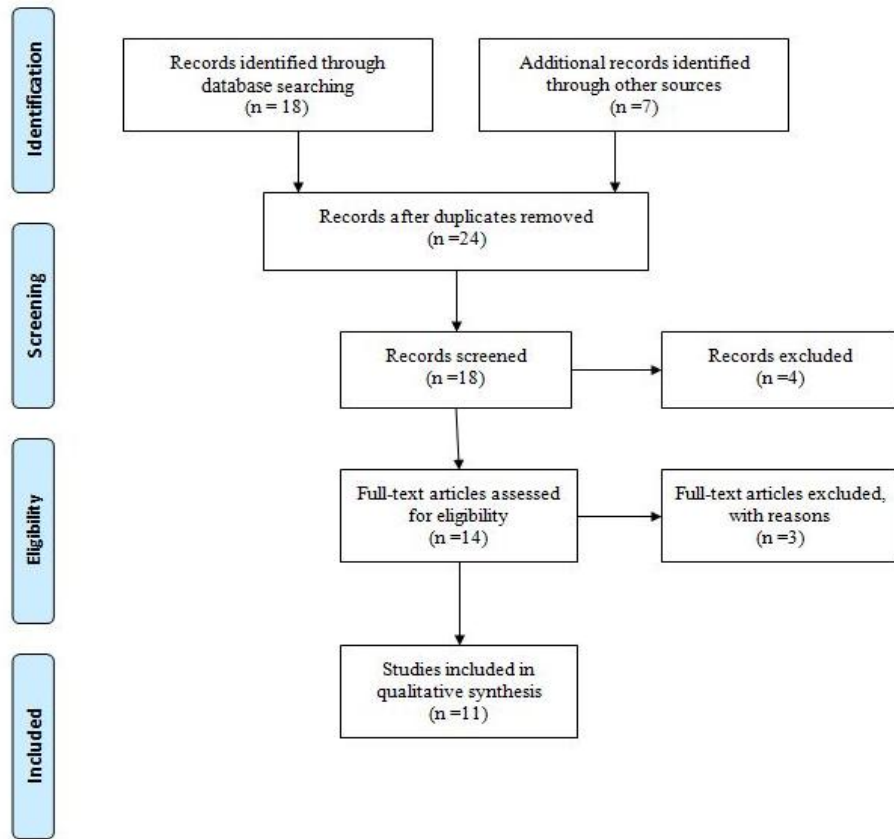 Identification
Records identified through
database searching
(n = 18)
Additional records identified
through other sources
(n =7)
Records after duplicates removed
(n =24)
Screening
Records screened
(n =18)
Records excluded
(n =4)
Eligibility
Full-text articles assessed
for eligibility
(n =14)
Full-text articles excluded,
with reasons
(n =3)
Included
Studies included in
qualitative synthesis
(n =11)